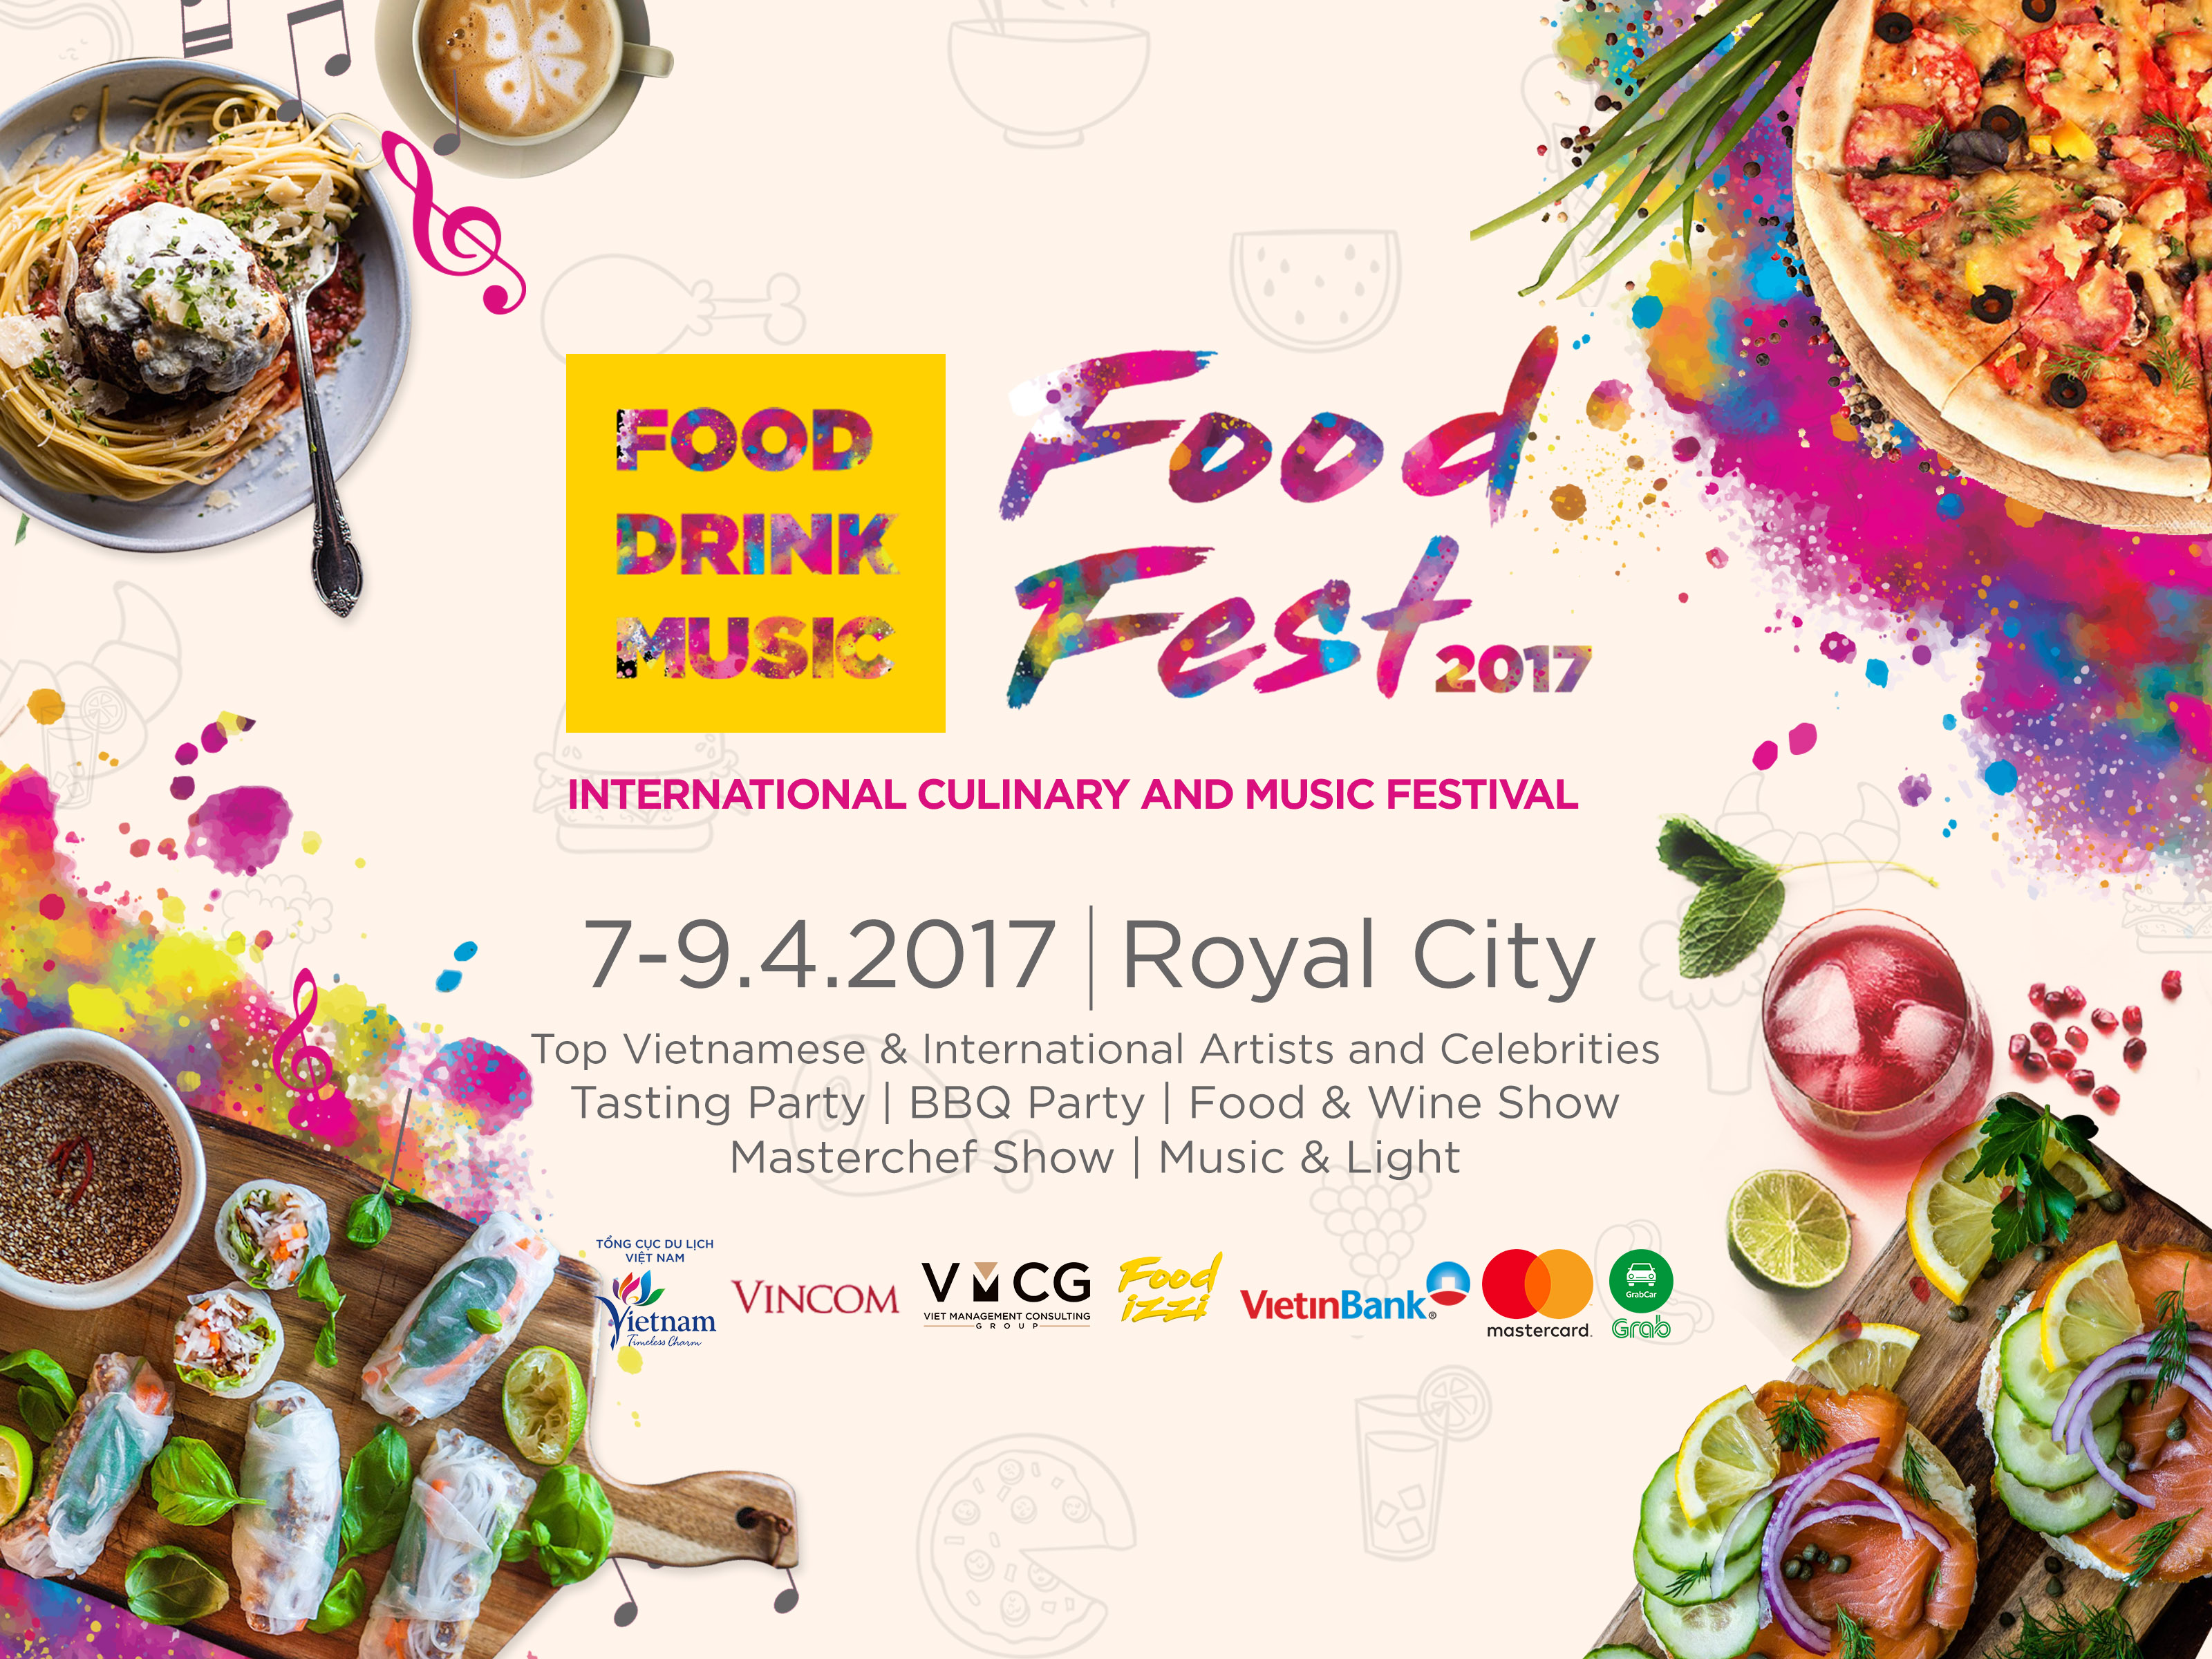 FOOD
DRINK
MUSIC
Food
Fest 2017
INTERNATIONAL CULINARY AND MUSIC FESTIVAL
7-9.4.2017 | Royal City
Top Vietnamese & International Artists and Celebrities
Tasting Party | BBQ Party | Food & Wine Show
Masterchef Show | Music & Light
TỔNG CỤC DU LỊCH
VIỆT NAM
Vietnam
Timeless Charm
VINCOM
VMCG
VIET MANAGEMENT CONSULTING
GROUP
Food
izzi
VietinBank®
mastercard.
GrabCar
Grab